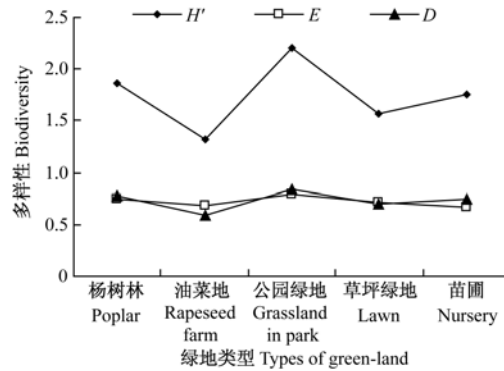 H′ E D
2.5
2.0
1.5
1.0
0.5
0
多样性 Biodiversity
杨树林 油菜地 公园绿地 草坪绿地 苗圃
Poplar Rapeseed Grassland Lawn Nursery
farm in park
绿地类型 Types of green-land